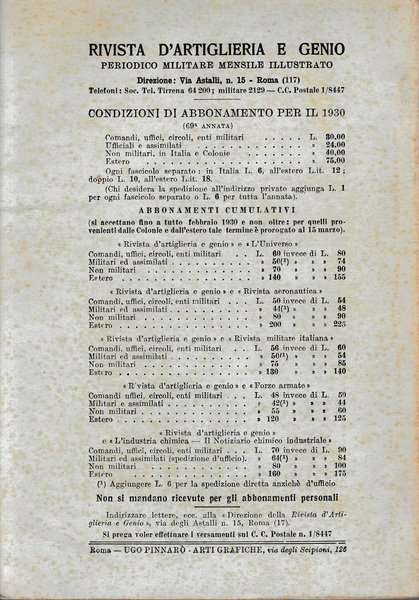 RIVISTA D'ARTIGLIERIA E GENIO
PERIODICO MILITARE MENSILE ILLUSTRATO
Direzione: Via Astalli, n. 15 - Roma (117)
Telefoni: Soc. Tel. Tirrena 64 200; militare 2129 — C.C. Postale 1/8447
CONDIZIONI DI ABBONAMENTO PER IL 1930
(69ª ANNATA)
Comandi, uffici, circoli, enti militari . . . . . . L. 30,00
Ufficiali e assimilati . . . . . . . . . . » 24,00
Non militari, in Italia e Colonie . . . . . . . » 40,00
Estero . . . . . . . . . . . . . . » 75,00
Ogni fascicolo separato: in Italia L. 6, all'estero Lit. 12;
doppio L. 10, all'estero L.it. 18.
(Chi desidera la spedizione all'indirizzo privato aggiunga L. 1
per ogni fascicolo separato o L. 6 per tutta l'annata).
ABBONAMENTI CUMULATIVI
(si accettano fino a tutto febbraio 1930 e non oltre: per quelli provenienti
dalle Colonie e dall'estero tale termine è prorogato al 15 marzo).
« Rivista d'artiglieria e genio » e « L'Universo »
Comandi, uffici, circoli, enti militari . . L. 60 invece di L. 80
Militari ed assimilati . . . . . . » 50(¹) » » 74
Non militari . . . . . . . . » 70 » » 90
Estero . . . . . . . . . » 140 » » 155
« Rivista d'artiglieria e genio » e « Rivista aeronautica »
Comandi, uffici, circoli, enti militari . . L. 50 invece di L. 54
Militari ed assimilati . . . . . . » 44(¹) » » 48
Non militari . . . . . . . . » 80 » » 90
Estero . . . . . . . . . » 200 » » 225
« Rivista d'artiglieria e genio » e « Rivista militare italiana »
Comandi, uffici, circoli, enti militari . . L. 56 invece di L. 60
Militari ed assimilati . . . . . . » 50(¹) » » 54
Non militari . . . . . . . . » 75 » » 85
Estero . . . . . . . . . » 130 » » 140
« Rivista d'artiglieria e genio » e « Forze armate »
Comandi, uffici, circoli, enti militari . . L. 48 invece di L. 59
Militari e assimilati . . . . . . » 42(¹) » » 44
Non militari . . . . . . . . » 55 » » 60
Estero . . . . . . . . . » 120 » » 125
« Rivista d'artiglieria e genio »
e « L'industria chimica — Il Notiziario chimico industriale »
Comandi, uffici, circoli, enti militari . . L. 70 invece di L. 90
Militari ed assimilati (spedizione d'ufficio). » 64(¹) » » 84
Non militari . . . . . . . . » 80 » » 100
Estero . . . . . . . . . » 160 » » 175
(¹) Aggiungere L. 6 per la spedizione diretta anzichè d'ufficio
Non si mandano ricevute per gli abbonamenti personali
Indirizzare lettere, ecc. alla « Direzione della Rivista d'Artiglieria
e Genio », via degli Astalli n. 15, Roma (17).
Si prega voler effettuare i versamenti sul C. C. Postale n. 1/8447
Roma — UGO PINNARÒ - ARTI GRAFICHE, via degli Scipioni, 126